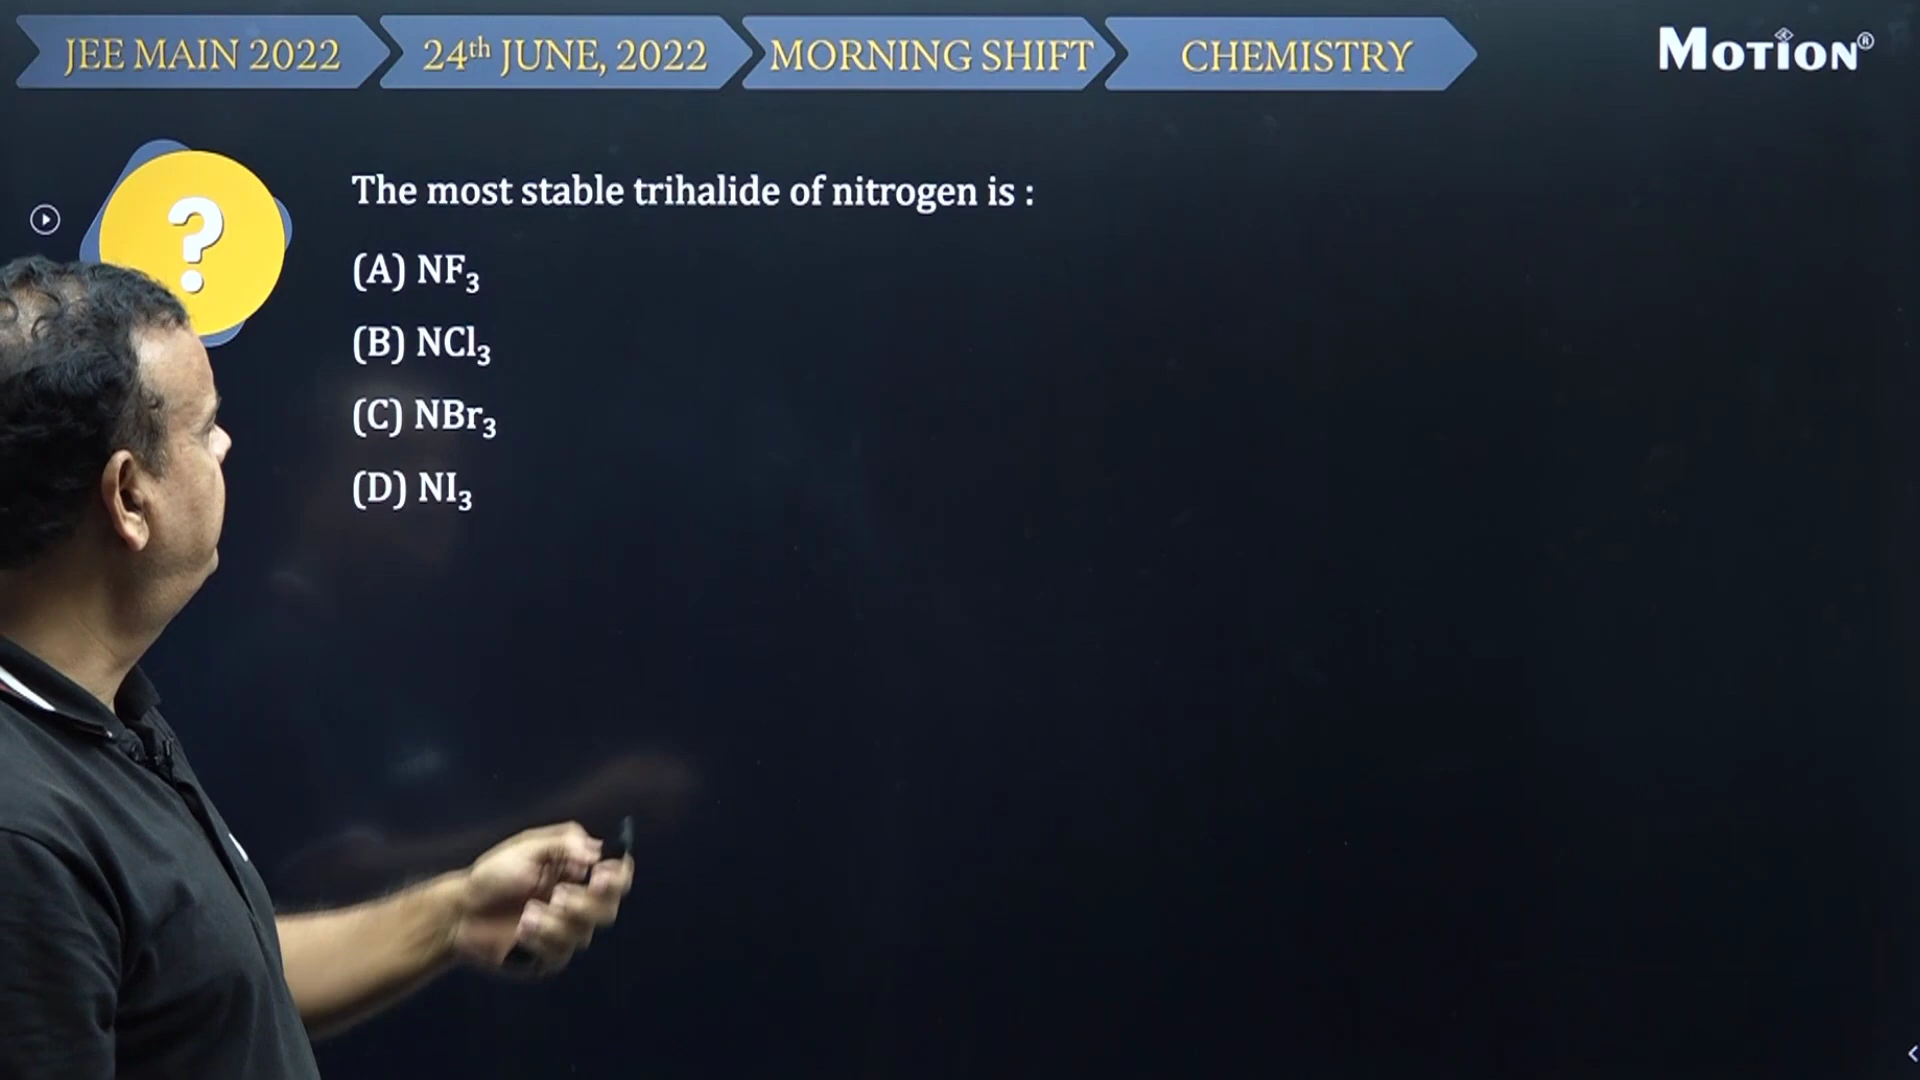 JEE MAIN 2022
24th JUNE, 2022
MORNING SHIFT
CHEMISTRY
MOTION®
?
The most stable trihalide of nitrogen is :
(A) NF₃
(B) NCl₃
(C) NBr₃
(D) NI₃